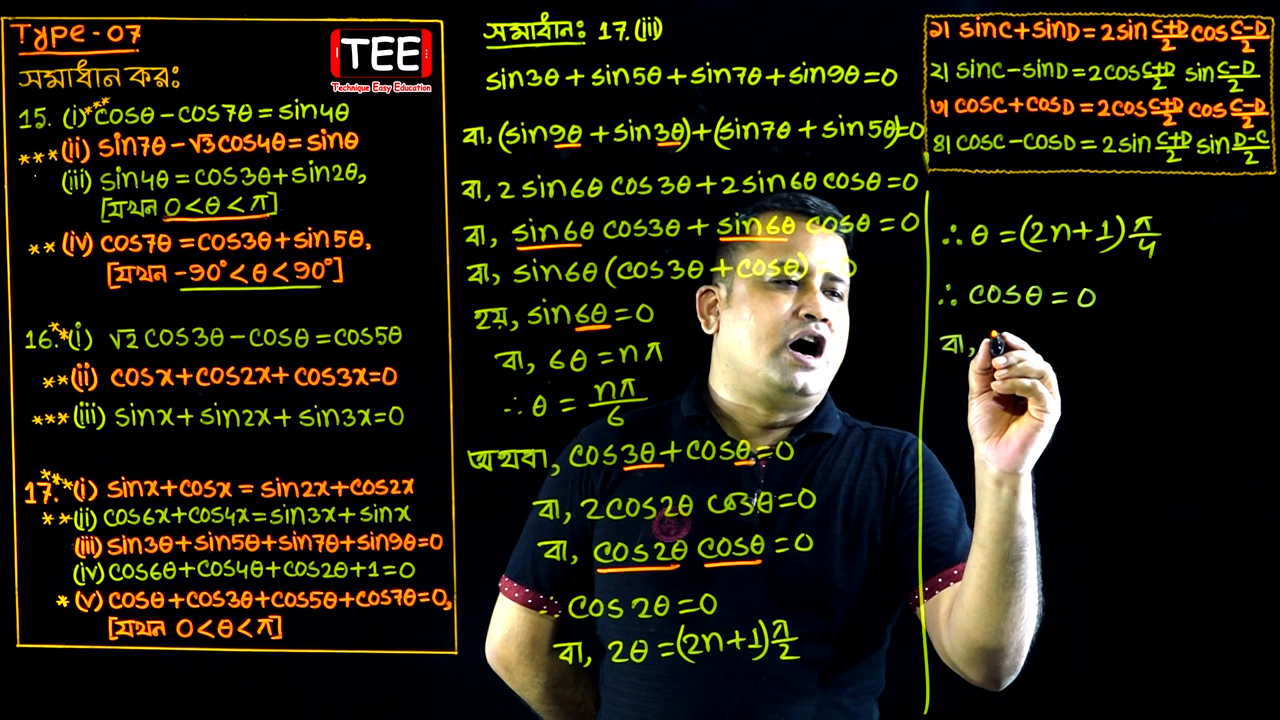 Type-07
TEE
Technique Easy Education
সমাধান করঃ
15. (i)*** cosθ - cos7θ = sin4θ
***(ii) sin7θ - √3cos4θ = sinθ
(iii) sin4θ = cos3θ + sin2θ,
[যখন 0 < θ < π]
**(iv) cos7θ = cos3θ + sin5θ,
[যখন -90° < θ < 90°]
16.**(i) √2 cos3θ - cosθ = cos5θ
**(ii) cosx + cos2x + cos3x = 0
***(iii) sinx + sin2x + sin3x = 0
17.***(i) sinx + cosx = sin2x + cos2x
**(ii) cos6x + cos4x = sin3x + sinx
(iii) sin3θ + sin5θ + sin7θ + sin9θ = 0
(iv) cos6θ + cos4θ + cos2θ + 1 = 0
*(v) cosθ + cos3θ + cos5θ + cos7θ = 0,
[যখন 0 < θ < π]
সমাধান: 17.(iii)
sin3θ + sin5θ + sin7θ + sin9θ = 0
বা, (sin9θ + sin3θ) + (sin7θ + sin5θ) = 0
বা, 2 sin6θ cos3θ + 2 sin6θ cosθ = 0
বা, sin6θ cos3θ + sin6θ cosθ = 0
বা, sin6θ (cos3θ + cosθ) = 0
হয়, sin6θ = 0
বা, 6θ = nπ
∴ θ = nπ/6
অথবা, cos3θ + cosθ = 0
বা, 2cos2θ cosθ = 0
বা, cos2θ cosθ = 0
∴ cos2θ = 0
বা, 2θ = (2n+1)π/2
১। sinC + sinD = 2sin (C+D)/2 cos (C-D)/2
২। sinC - sinD = 2cos (C+D)/2 sin (C-D)/2
৩। cosC + cosD = 2cos (C+D)/2 cos (C-D)/2
৪। cosC - cosD = 2sin (C+D)/2 sin (D-C)/2
∴ θ = (2n+1)π/4
∴ cosθ = 0
বা,